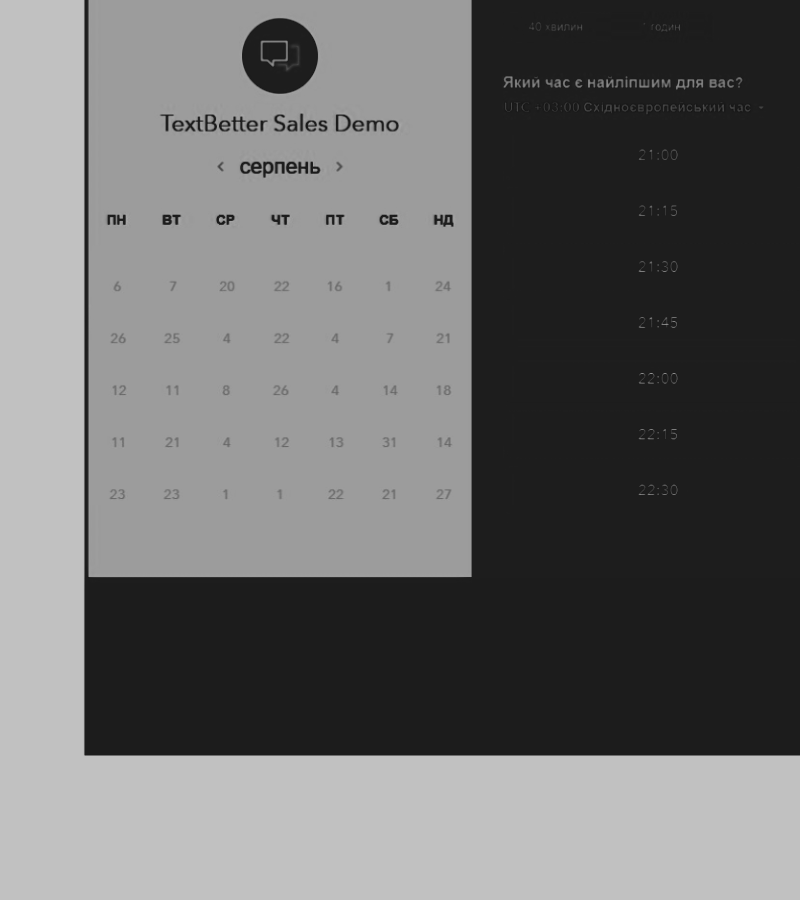 TextBetter Sales Demo
‹ серпень ›
ПН ВТ СР ЧТ ПТ СБ НД
6 7 20 22 16 1 24
26 25 4 22 4 7 21
12 11 8 26 4 14 18
11 21 4 12 13 31 14
23 23 1 1 22 21 27
40 хвилин годин
Який час є найліпшим для вас?
UTC +03:00 Східноєвропейський час
21:00
21:15
21:30
21:45
22:00
22:15
22:30